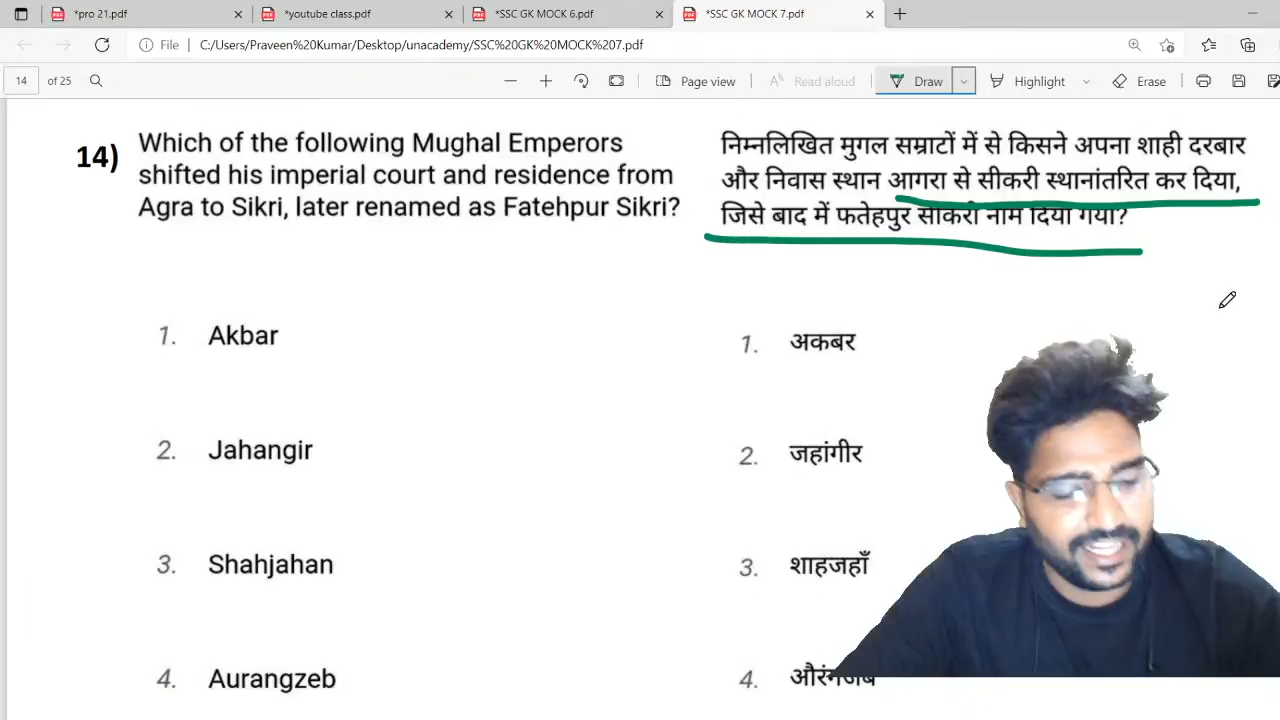 *pro 21.pdf
*youtube class.pdf
*SSC GK MOCK 6.pdf
*SSC GK MOCK 7.pdf
File
C:/Users/Praveen%20Kumar/Desktop/unacademy/SSC%20GK%20MOCK%207.pdf
14 of 25
Page view
Read aloud
Draw
Highlight
Erase
14) Which of the following Mughal Emperors
shifted his imperial court and residence from
Agra to Sikri, later renamed as Fatehpur Sikri?
1. Akbar
2. Jahangir
3. Shahjahan
4. Aurangzeb
निम्नलिखित मुगल सम्राटों में से किसने अपना शाही दरबार
और निवास स्थान आगरा से सीकरी स्थानांतरित कर दिया,
जिसे बाद में फतेहपुर सीकरी नाम दिया गया?
1. अकबर
2. जहांगीर
3. शाहजहाँ
4. औरंगजेब